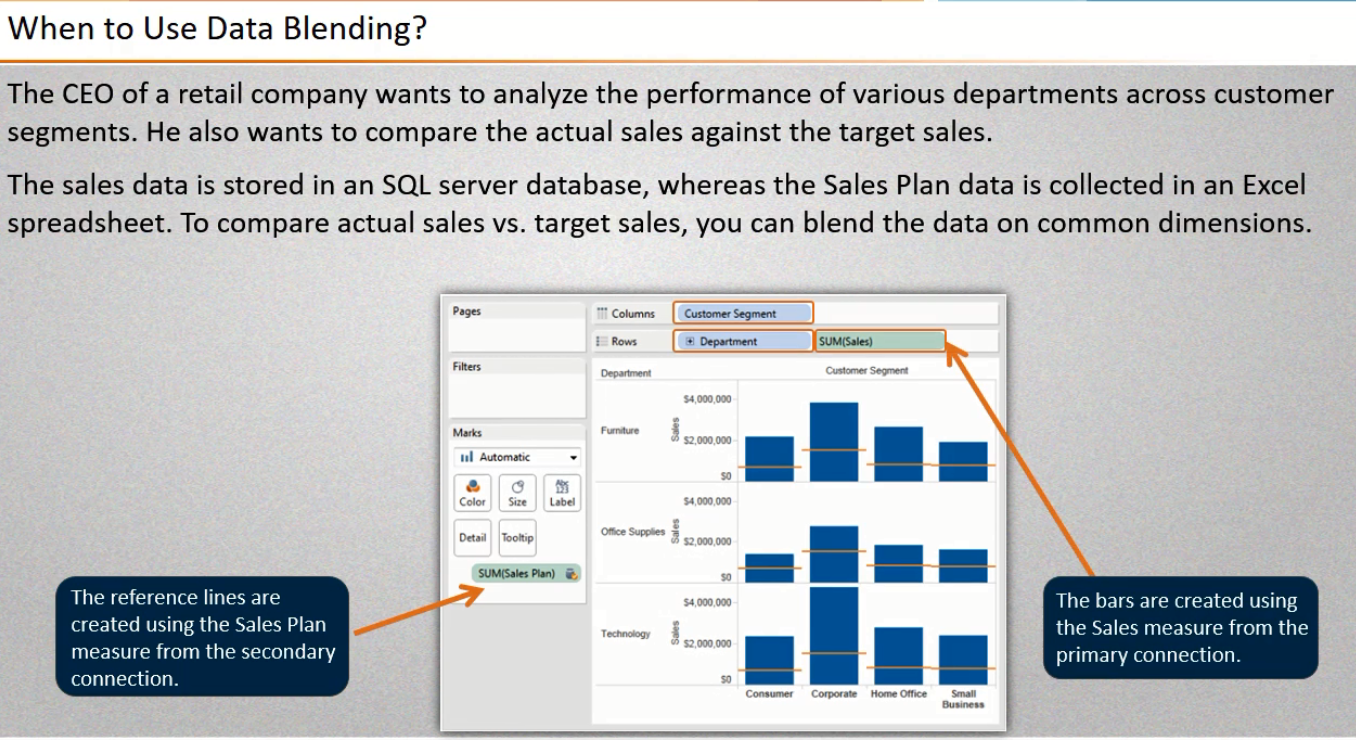 When to Use Data Blending?
The CEO of a retail company wants to analyze the performance of various departments across customer
segments. He also wants to compare the actual sales against the target sales.
The sales data is stored in an SQL server database, whereas the Sales Plan data is collected in an Excel
spreadsheet. To compare actual sales vs. target sales, you can blend the data on common dimensions.
Pages
Columns
Customer Segment
Rows
Department
SUM(Sales)
Filters
Marks
Automatic
Color
Size
Abc
123
Label
Detail
Tooltip
SUM(Sales Plan)
Department
Customer Segment
Furniture
Sales
$4,000,000
$2,000,000
$0
Office Supplies
Sales
$4,000,000
$2,000,000
$0
Technology
Sales
$4,000,000
$2,000,000
$0
Consumer
Corporate
Home Office
Small
Business
The reference lines are
created using the Sales Plan
measure from the secondary
connection.
The bars are created using
the Sales measure from the
primary connection.